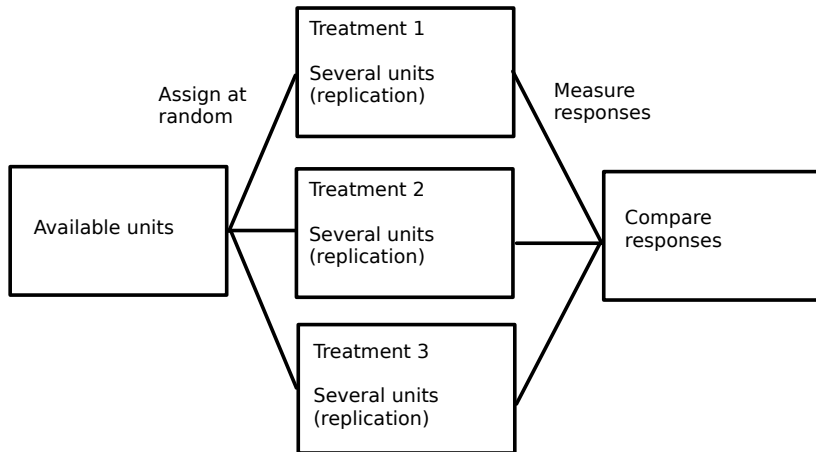 Available units
Assign at
random
Treatment 1
Several units
(replication)
Treatment 2
Several units
(replication)
Treatment 3
Several units
(replication)
Measure
responses
Compare
responses